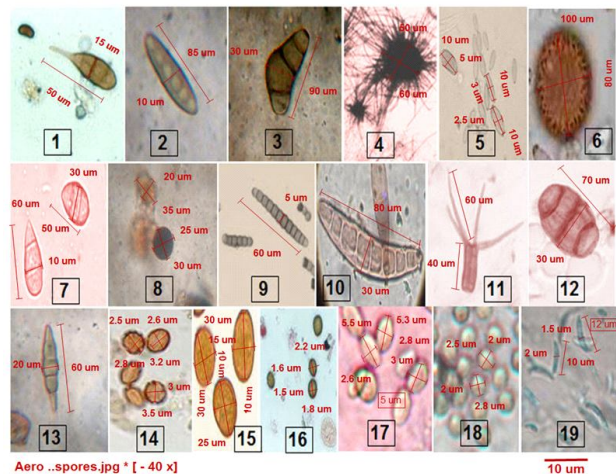 15 um
50 um
1
85 um
10 um
2
30 um
90 um
3
60 um
60 um
4
10 um
5 um
10 um
3 um
2.5 um
10 um
5
100 um
80 um
6
30 um
60 um
50 um
10 um
7
20 um
35 um
25 um
30 um
8
5 um
60 um
9
80 um
30 um
10
60 um
40 um
11
70 um
30 um
12
20 um
60 um
13
2.5 um
2.6 um
2.8 um
3.2 um
3 um
3.5 um
14
30 um
15 um
10 um
30 um
10 um
25 um
15
2.2 um
1.6 um
1.5 um
1.8 um
16
5.5 um
5.3 um
2.8 um
3 um
2.6 um
5 um
17
2.5 um
2 um
2 um
2.8 um
18
12 um
1.5 um
2 um
10 um
19
Aero ..spores.jpg * [ - 40 x]
10 um